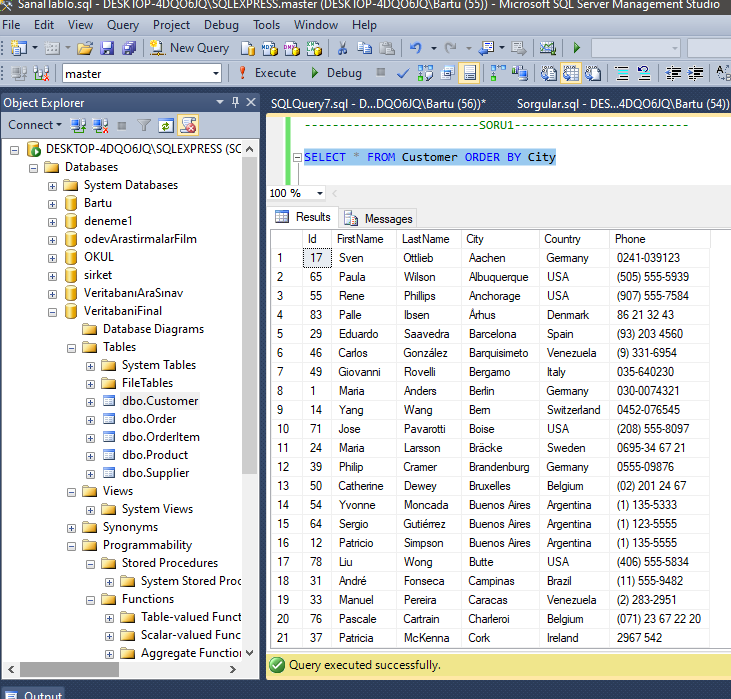 SanalTablo.sql - DESKTOP-4DQO6JQ\SQLEXPRESS.master (DESKTOP-4DQO6JQ\Bartu (55)) - Microsoft SQL Server Management Studio
File Edit View Query Project Debug Tools Window Help
New Query MDX DMX XMLA DAX
master Execute Debug
Object Explorer
SQLQuery7.sql - D...DQO6JQ\Bartu (56))* Sorgular.sql - DES...4DQO6JQ\Bartu (54))
Connect
DESKTOP-4DQO6JQ\SQLEXPRESS (SC
Databases
System Databases
Bartu
deneme1
odevArastirmalarFilm
OKUL
sirket
VeritabanıAraSınav
VeritabaniFinal
Database Diagrams
Tables
System Tables
FileTables
dbo.Customer
dbo.Order
dbo.OrderItem
dbo.Product
dbo.Supplier
Views
System Views
Synonyms
Programmability
Stored Procedures
System Stored Proc
Functions
Table-valued Funct
Scalar-valued Func
Aggregate Function
-------------------------SORU1-------------------------
SELECT * FROM Customer ORDER BY City
100 %
Results Messages
Id FirstName LastName City Country Phone
1 17 Sven Ottlieb Aachen Germany 0241-039123
2 65 Paula Wilson Albuquerque USA (505) 555-5939
3 55 Rene Phillips Anchorage USA (907) 555-7584
4 83 Palle Ibsen Århus Denmark 86 21 32 43
5 29 Eduardo Saavedra Barcelona Spain (93) 203 4560
6 46 Carlos González Barquisimeto Venezuela (9) 331-6954
7 49 Giovanni Rovelli Bergamo Italy 035-640230
8 1 Maria Anders Berlin Germany 030-0074321
9 14 Yang Wang Bern Switzerland 0452-076545
10 71 Jose Pavarotti Boise USA (208) 555-8097
11 24 Maria Larsson Bräcke Sweden 0695-34 67 21
12 39 Philip Cramer Brandenburg Germany 0555-09876
13 50 Catherine Dewey Bruxelles Belgium (02) 201 24 67
14 54 Yvonne Moncada Buenos Aires Argentina (1) 135-5333
15 64 Sergio Gutiérrez Buenos Aires Argentina (1) 123-5555
16 12 Patricio Simpson Buenos Aires Argentina (1) 135-5555
17 78 Liu Wong Butte USA (406) 555-5834
18 31 André Fonseca Campinas Brazil (11) 555-9482
19 33 Manuel Pereira Caracas Venezuela (2) 283-2951
20 76 Pascale Cartrain Charleroi Belgium (071) 23 67 22 20
21 37 Patricia McKenna Cork Ireland 2967 542
Query executed successfully.
Output